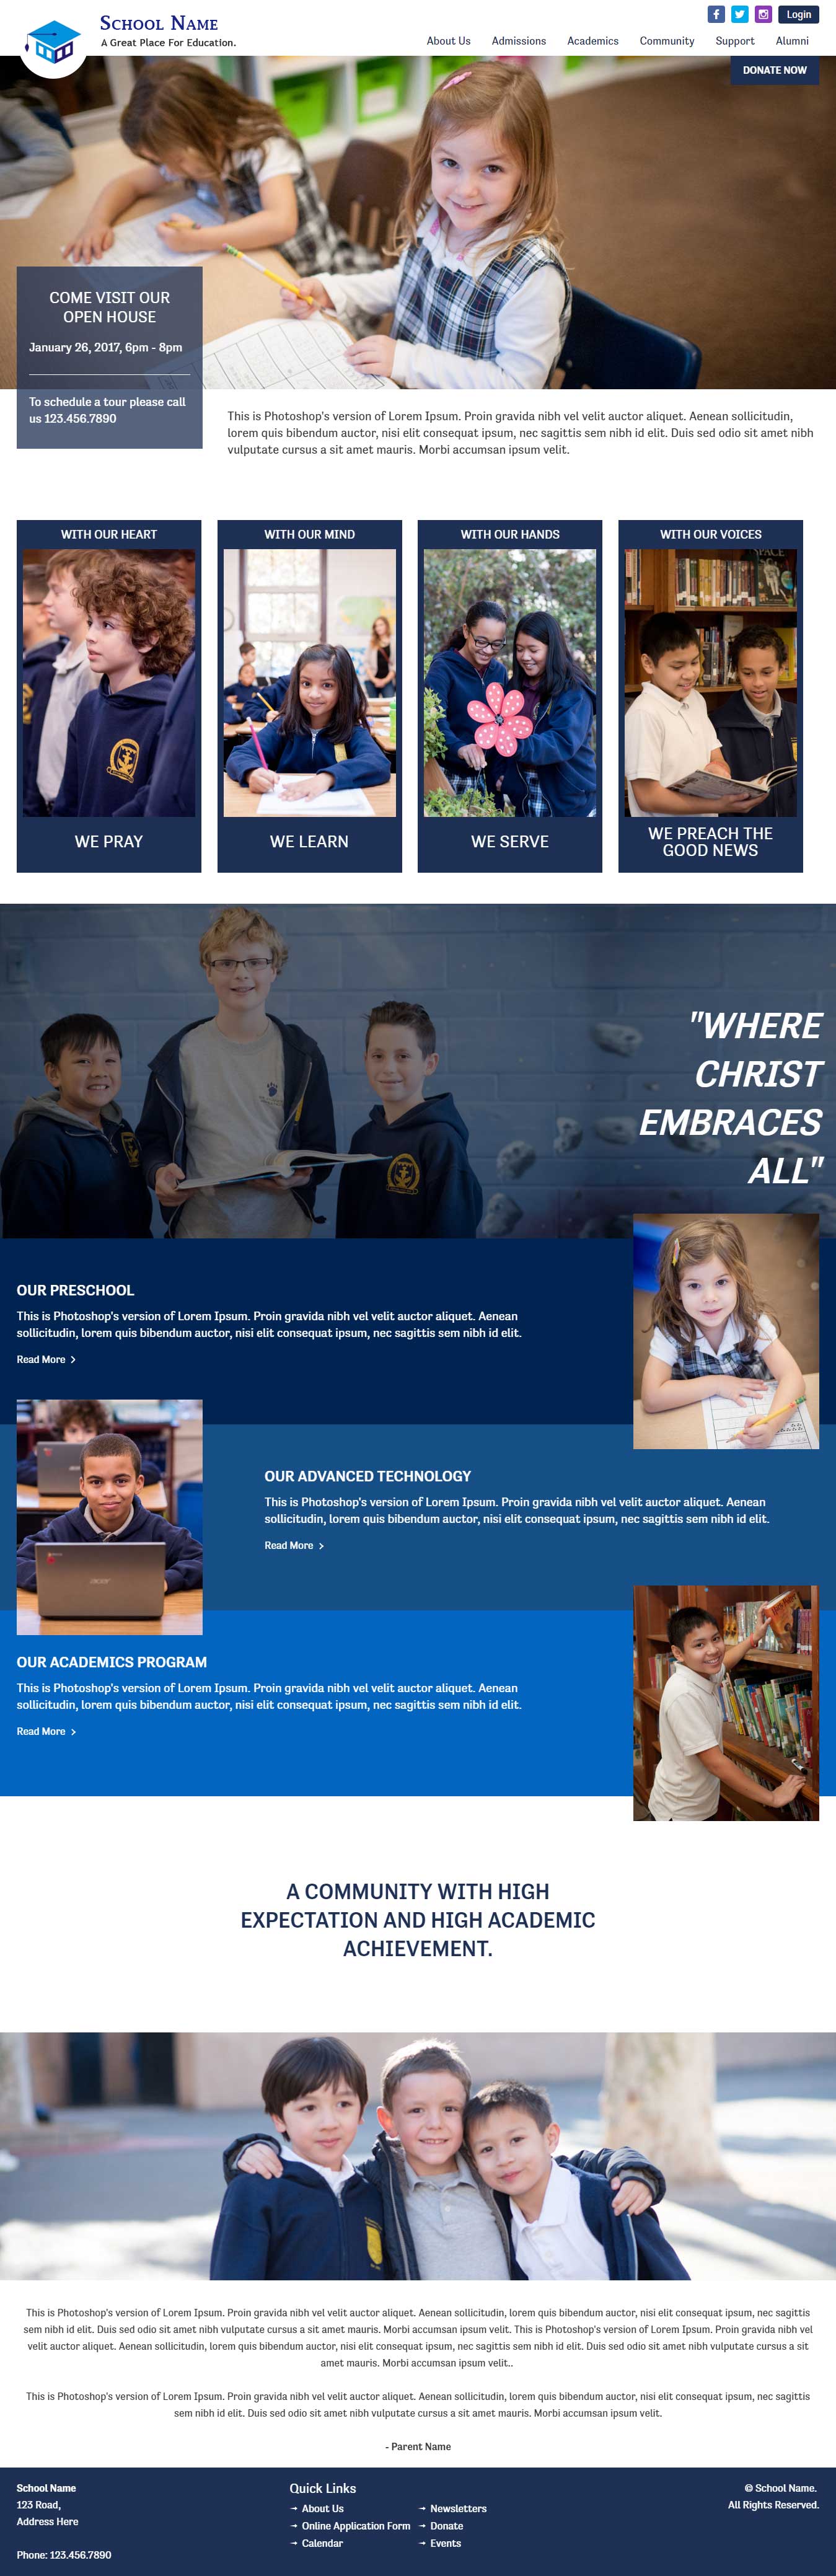 School Name
A Great Place For Education.
Login
About Us Admissions Academics Community Support Alumni
DONATE NOW
COME VISIT OUR
OPEN HOUSE
January 26, 2017, 6pm - 8pm
To schedule a tour please call
us 123.456.7890
This is Photoshop's version of Lorem Ipsum. Proin gravida nibh vel velit auctor aliquet. Aenean sollicitudin,
lorem quis bibendum auctor, nisi elit consequat ipsum, nec sagittis sem nibh id elit. Duis sed odio sit amet nibh
vulputate cursus a sit amet mauris. Morbi accumsan ipsum velit.
WITH OUR HEART
WE PRAY
WITH OUR MIND
WE LEARN
WITH OUR HANDS
WE SERVE
WITH OUR VOICES
SPACE
WE PREACH THE
GOOD NEWS
"WHERE
CHRIST
EMBRACES
ALL"
OUR PRESCHOOL
This is Photoshop's version of Lorem Ipsum. Proin gravida nibh vel velit auctor aliquet. Aenean
sollicitudin, lorem quis bibendum auctor, nisi elit consequat ipsum, nec sagittis sem nibh id elit.
Read More
acer
OUR ADVANCED TECHNOLOGY
This is Photoshop's version of Lorem Ipsum. Proin gravida nibh vel velit auctor aliquet. Aenean
sollicitudin, lorem quis bibendum auctor, nisi elit consequat ipsum, nec sagittis sem nibh id elit.
Read More
OUR ACADEMICS PROGRAM
This is Photoshop's version of Lorem Ipsum. Proin gravida nibh vel velit auctor aliquet. Aenean
sollicitudin, lorem quis bibendum auctor, nisi elit consequat ipsum, nec sagittis sem nibh id elit.
Read More
A COMMUNITY WITH HIGH
EXPECTATION AND HIGH ACADEMIC
ACHIEVEMENT.
This is Photoshop's version of Lorem Ipsum. Proin gravida nibh vel velit auctor aliquet. Aenean sollicitudin, lorem quis bibendum auctor, nisi elit consequat ipsum, nec sagittis
sem nibh id elit. Duis sed odio sit amet nibh vulputate cursus a sit amet mauris. Morbi accumsan ipsum velit. This is Photoshop's version of Lorem Ipsum. Proin gravida nibh vel
velit auctor aliquet. Aenean sollicitudin, lorem quis bibendum auctor, nisi elit consequat ipsum, nec sagittis sem nibh id elit. Duis sed odio sit amet nibh vulputate cursus a sit
amet mauris. Morbi accumsan ipsum velit..
This is Photoshop's version of Lorem Ipsum. Proin gravida nibh vel velit auctor aliquet. Aenean sollicitudin, lorem quis bibendum auctor, nisi elit consequat ipsum, nec sagittis
sem nibh id elit. Duis sed odio sit amet nibh vulputate cursus a sit amet mauris. Morbi accumsan ipsum velit.
- Parent Name
School Name
123 Road,
Address Here
Phone: 123.456.7890
Quick Links
About Us
Online Application Form
Calendar
Newsletters
Donate
Events
© School Name.
All Rights Reserved.